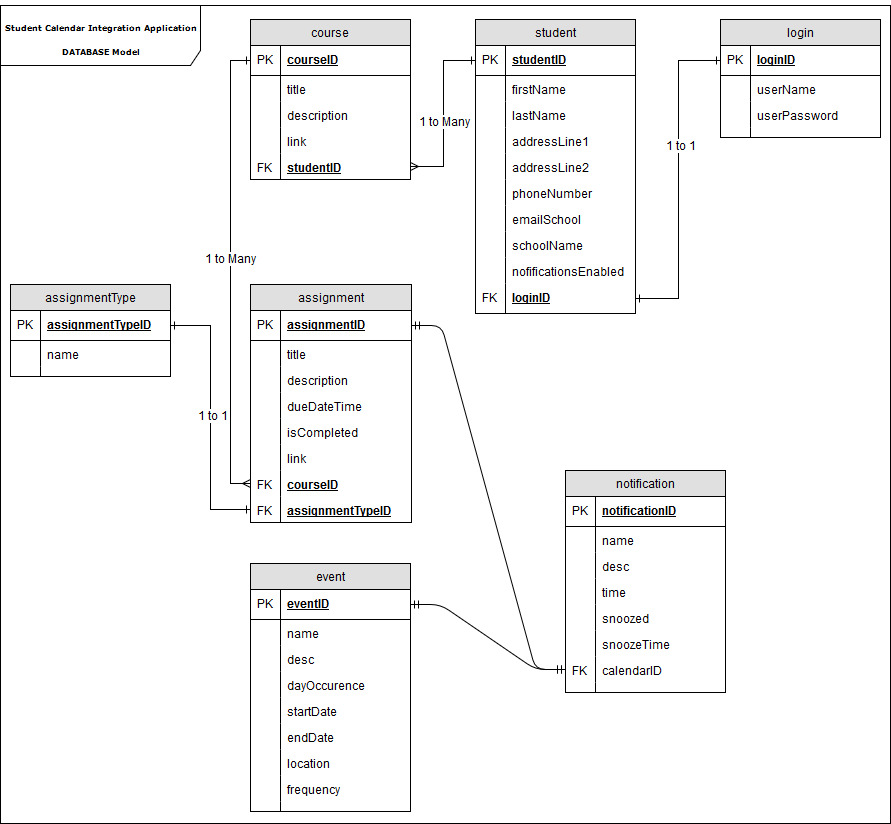 Student Calendar Integration Application
DATABASE Model
course
PK courseID
title
description
link
FK studentID
student
PK studentID
firstName
lastName
addressLine1
addressLine2
phoneNumber
emailSchool
schoolName
nofificationsEnabled
FK loginID
login
PK loginID
userName
userPassword
1 to Many
1 to 1
1 to Many
assignmentType
PK assignmentTypeID
name
1 to 1
assignment
PK assignmentID
title
description
dueDateTime
isCompleted
link
FK courseID
FK assignmentTypeID
notification
PK notificationID
name
desc
time
snoozed
snoozeTime
FK calendarID
event
PK eventID
name
desc
dayOccurence
startDate
endDate
location
frequency